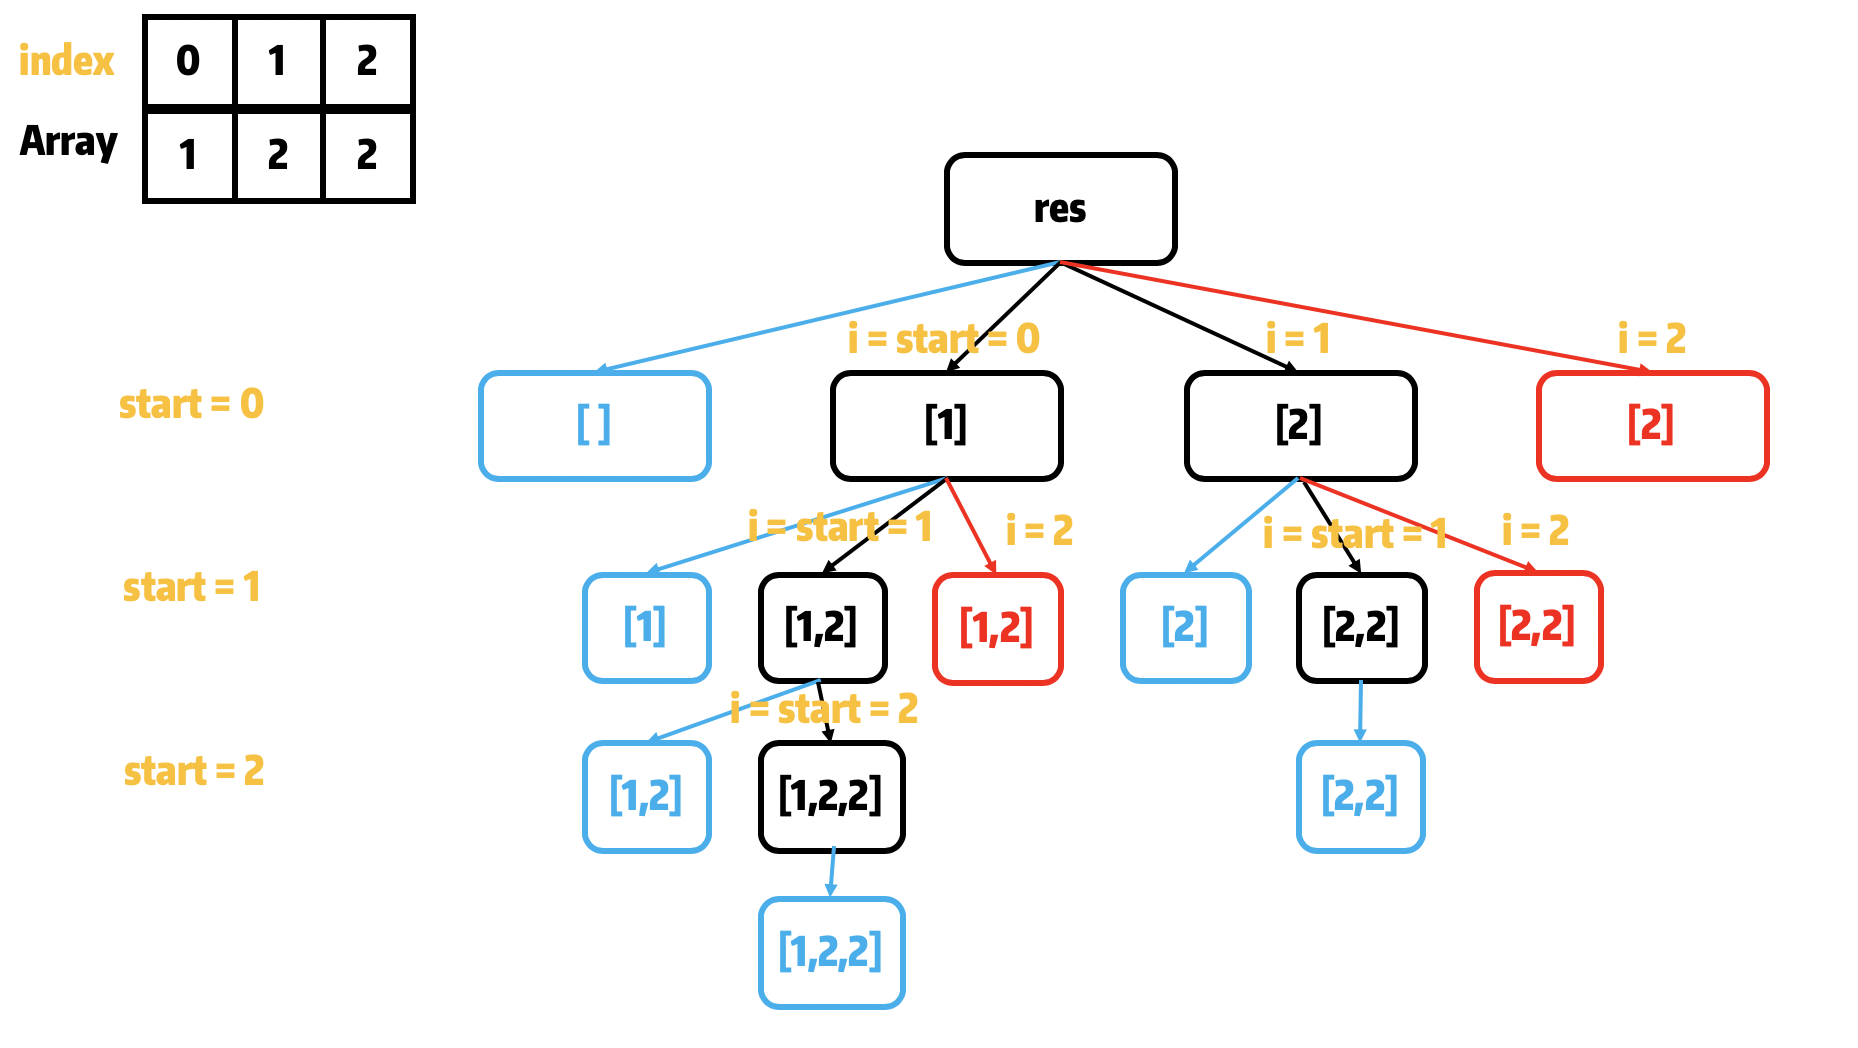 index 0 1 2
Array 1 2 2
res
i = start = 0 i = 1 i = 2
start = 0 [ ] [1] [2] [2]
i = start = 1 i = 2 i = start = 1 i = 2
start = 1 [1] [1,2] [1,2] [2] [2,2] [2,2]
i = start = 2
start = 2 [1,2] [1,2,2] [2,2]
[1,2,2]